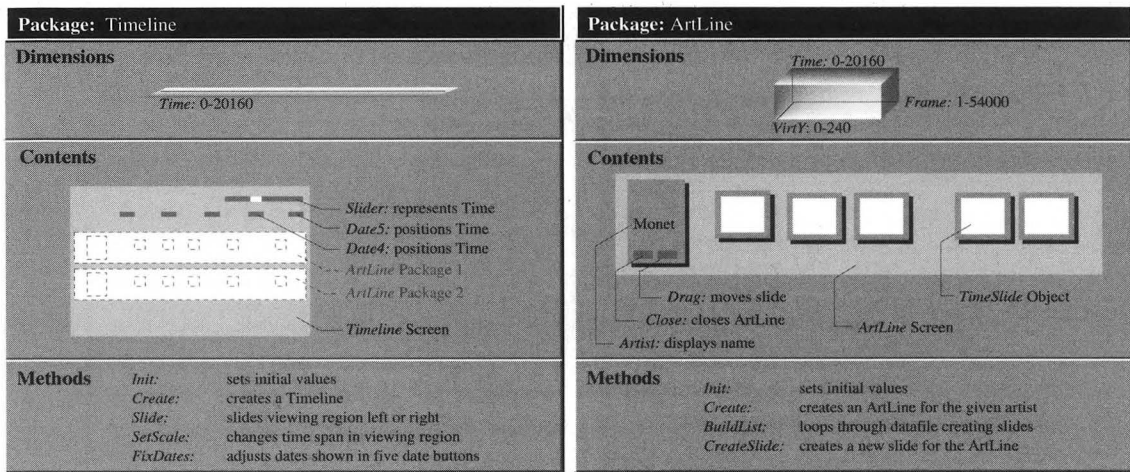 Package: Timeline
Dimensions
Time: 0-20160
Contents
Slider: represents Time
Date5: positions Time
Date4: positions Time
ArtLine Package 1
ArtLine Package 2
Timeline Screen
Methods
Init: sets initial values
Create: creates a Timeline
Slide: slides viewing region left or right
SetScale: changes time span in viewing region
FixDates: adjusts dates shown in five date buttons
Package: ArtLine
Dimensions
Time: 0-20160
Frame: 1-54000
VirtY: 0-240
Contents
Monet
Drag: moves slide
TimeSlide Object
Close: closes ArtLine
ArtLine Screen
Artist: displays name
Methods
Init: sets initial values
Create: creates an ArtLine for the given artist
BuildList: loops through datafile creating slides
CreateSlide: creates a new slide for the ArtLine